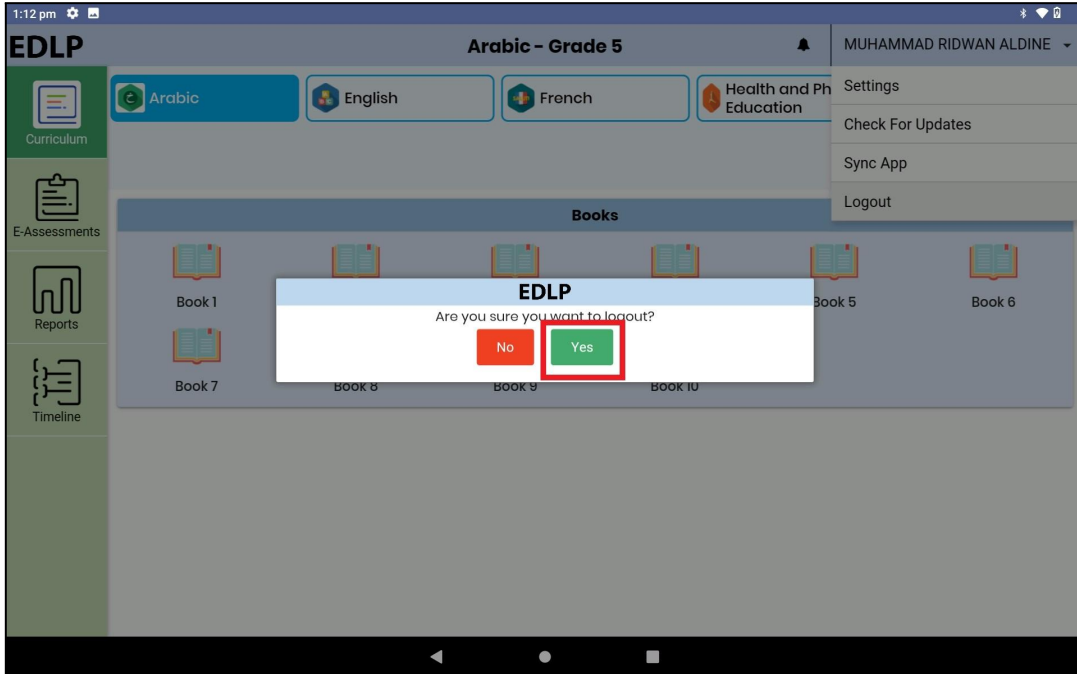 1:12 pm
EDLP
Arabic - Grade 5
MUHAMMAD RIDWAN ALDINE
Settings
Check For Updates
Sync App
Logout
Curriculum
E-Assessments
Reports
Timeline
Arabic
English
French
Health and Ph
Education
Books
Book 1
Book 5
Book 6
Book 7
Book 8
Book 9
Book 10
EDLP
Are you sure you want to logout?
No
Yes